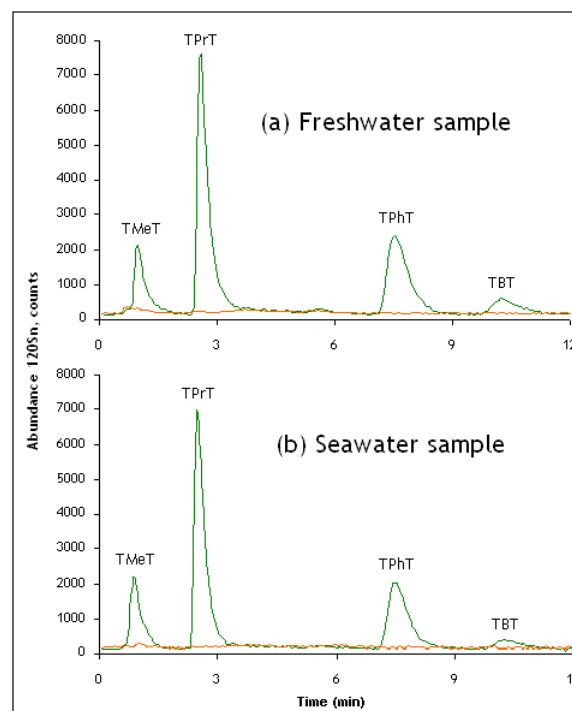 8000
TPrT
7000
(a) Freshwater sample
6000
5000
4000
3000
TMeT
TPhT
2000
TBT
1000
0
0
3
6
9
12
Abundance 120Sn, counts
8000
TPrT
7000
(b) Seawater sample
6000
5000
4000
3000
TMeT
TPhT
2000
1000
TBT
0
0
3
6
9
1
Time (min)